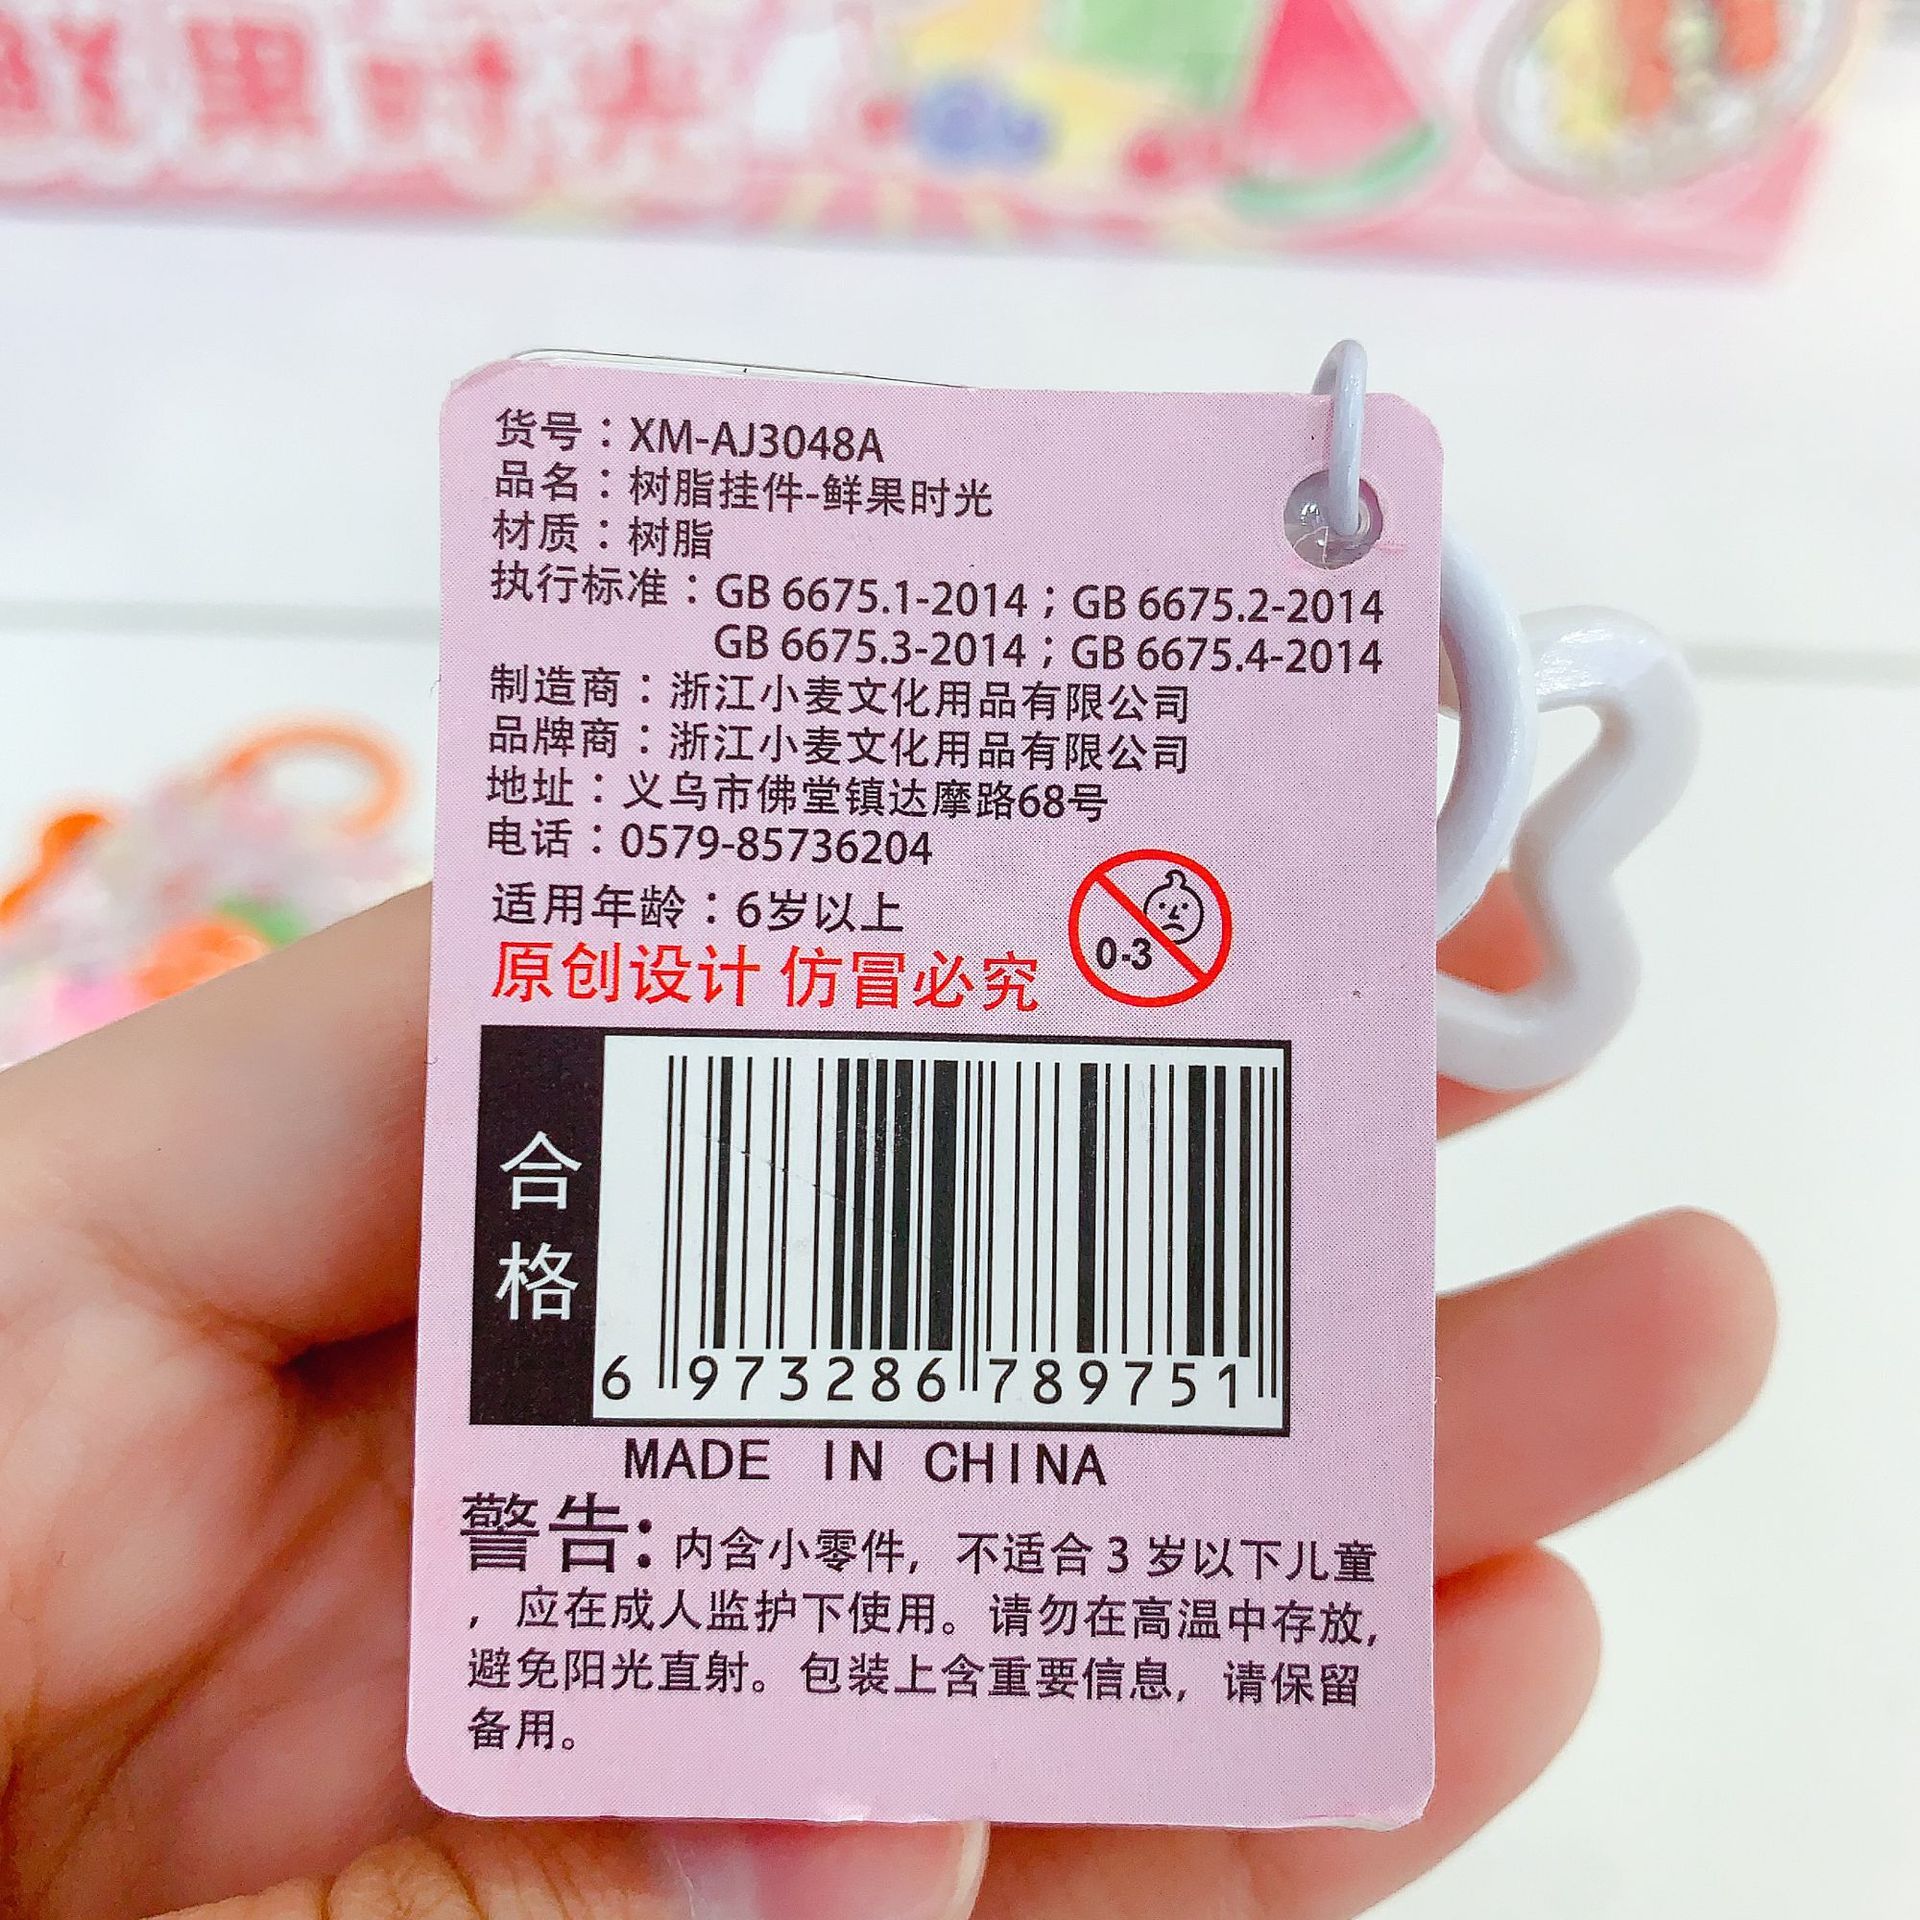 鲜果时光
货号：XM-AJ3048A
品名：树脂挂件-鲜果时光
材质：树脂
执行标准：GB 6675.1-2014；GB 6675.2-2014
GB 6675.3-2014；GB 6675.4-2014
制造商：浙江小麦文化用品有限公司
品牌商：浙江小麦文化用品有限公司
地址：义乌市佛堂镇达摩路68号
电话：0579-85736204
适用年龄：6岁以上
0-3
原创设计 仿冒必究
合格
6 973286 789751
MADE IN CHINA
警告:内含小零件，不适合 3 岁以下儿童
，应在成人监护下使用。请勿在高温中存放，
避免阳光直射。包装上含重要信息，请保留
备用。